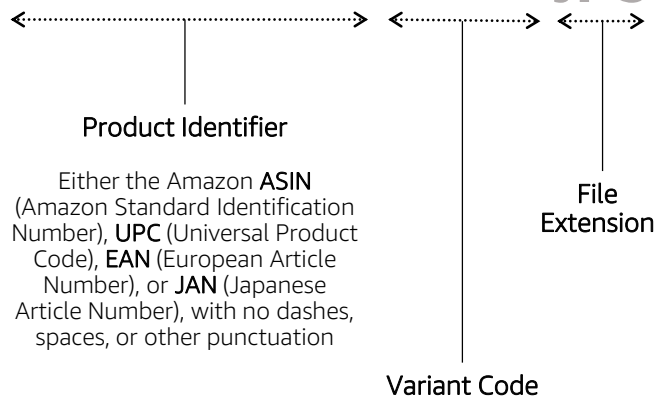 Product Identifier
Either the Amazon ASIN
(Amazon Standard Identification
Number), UPC (Universal Product
Code), EAN (European Article
Number), or JAN (Japanese
Article Number), with no dashes,
spaces, or other punctuation
File
Extension
Variant Code